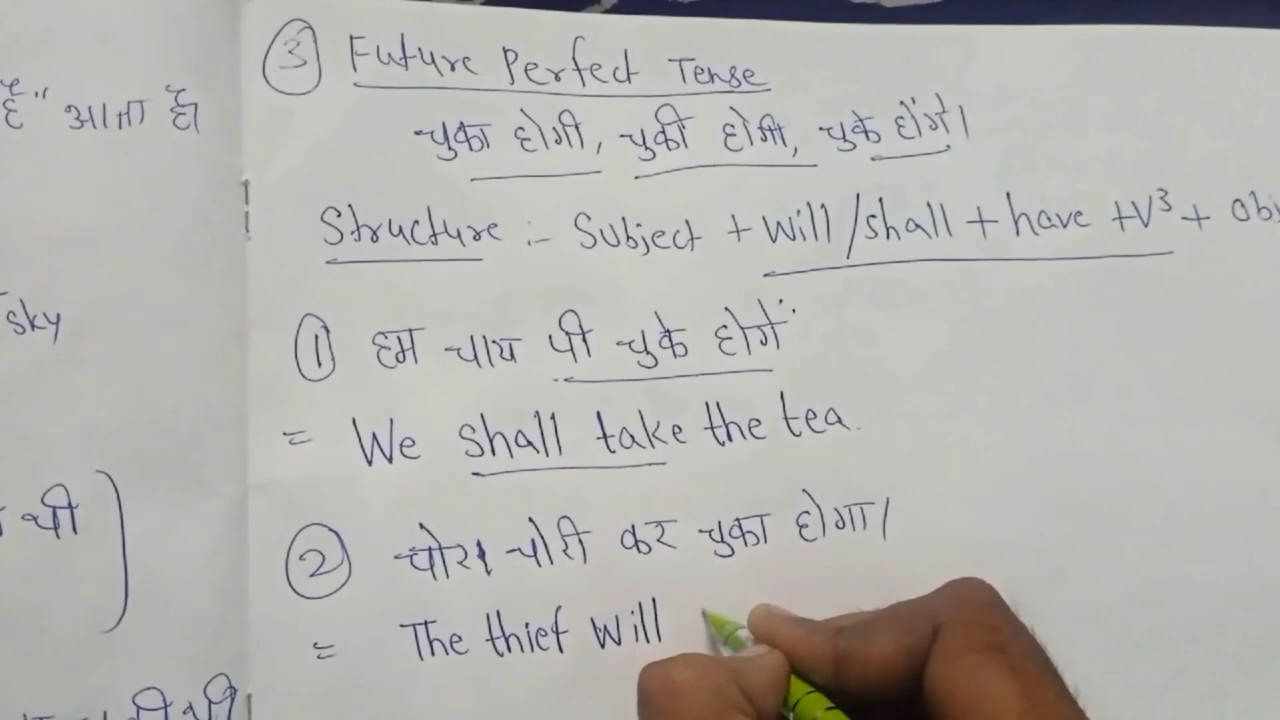 है" आता है।
sky
थी
③ Future Perfect Tense
चुका होगी, चुकी होगी, चुके होंगे।
Structure :- Subject + will/shall + have + V³ + Obj
① हम चाय पी चुके होगें
= We shall take the tea.
② चोर चोरी कर चुका होगा।
= The thief will